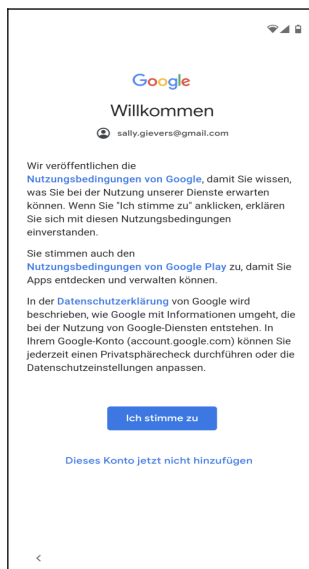 Google
Willkommen
sally.gievers@gmail.com
Wir veröffentlichen die
Nutzungsbedingungen von Google, damit Sie wissen,
was Sie bei der Nutzung unserer Dienste erwarten
können. Wenn Sie "Ich stimme zu" anklicken, erklären
Sie sich mit diesen Nutzungsbedingungen
einverstanden.
Sie stimmen auch den
Nutzungsbedingungen von Google Play zu, damit Sie
Apps entdecken und verwalten können.
In der Datenschutzerklärung von Google wird
beschrieben, wie Google mit Informationen umgeht, die
bei der Nutzung von Google-Diensten entstehen. In
Ihrem Google-Konto (account.google.com) können Sie
jederzeit einen Privatsphärecheck durchführen oder die
Datenschutzeinstellungen anpassen.
Ich stimme zu
Dieses Konto jetzt nicht hinzufügen